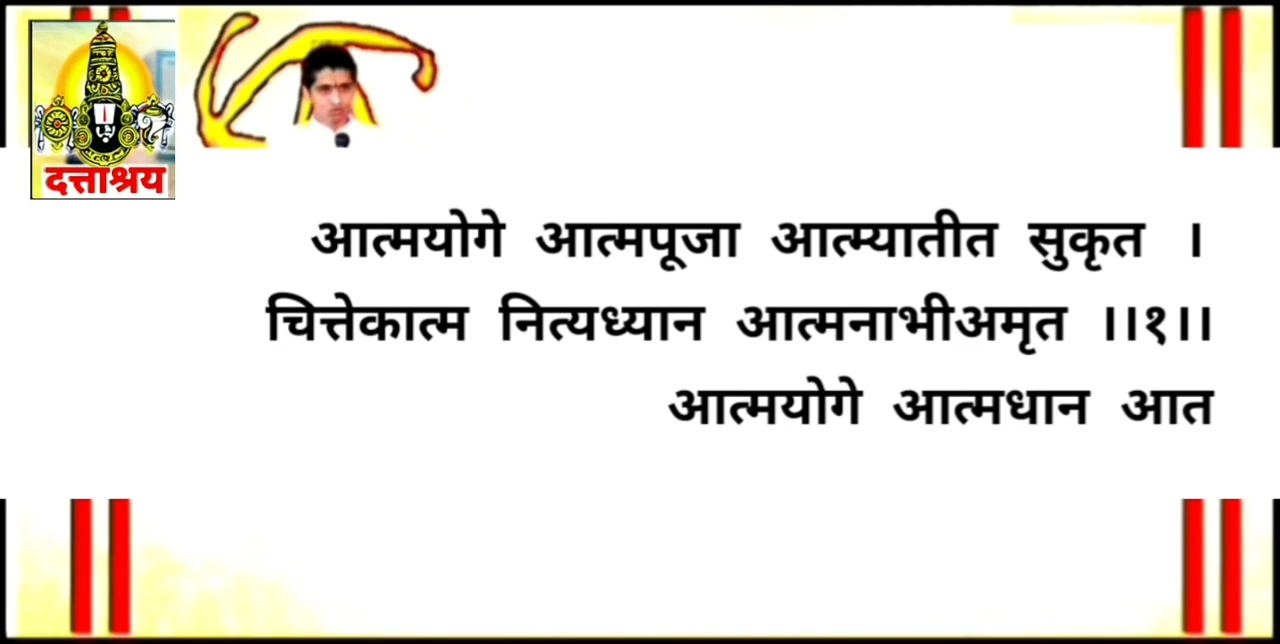 दत्ताश्रय
आत्मयोगे आत्मपूजा आत्म्यातीत सुकृत ।
चित्तेकात्म नित्यध्यान आत्मनाभीअमृत ।।१।।
आत्मयोगे आत्मधान आत